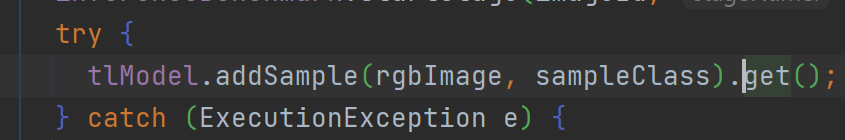 try {
tlModel.addSample(rgbImage, sampleClass).get();
} catch (ExecutionException e) {